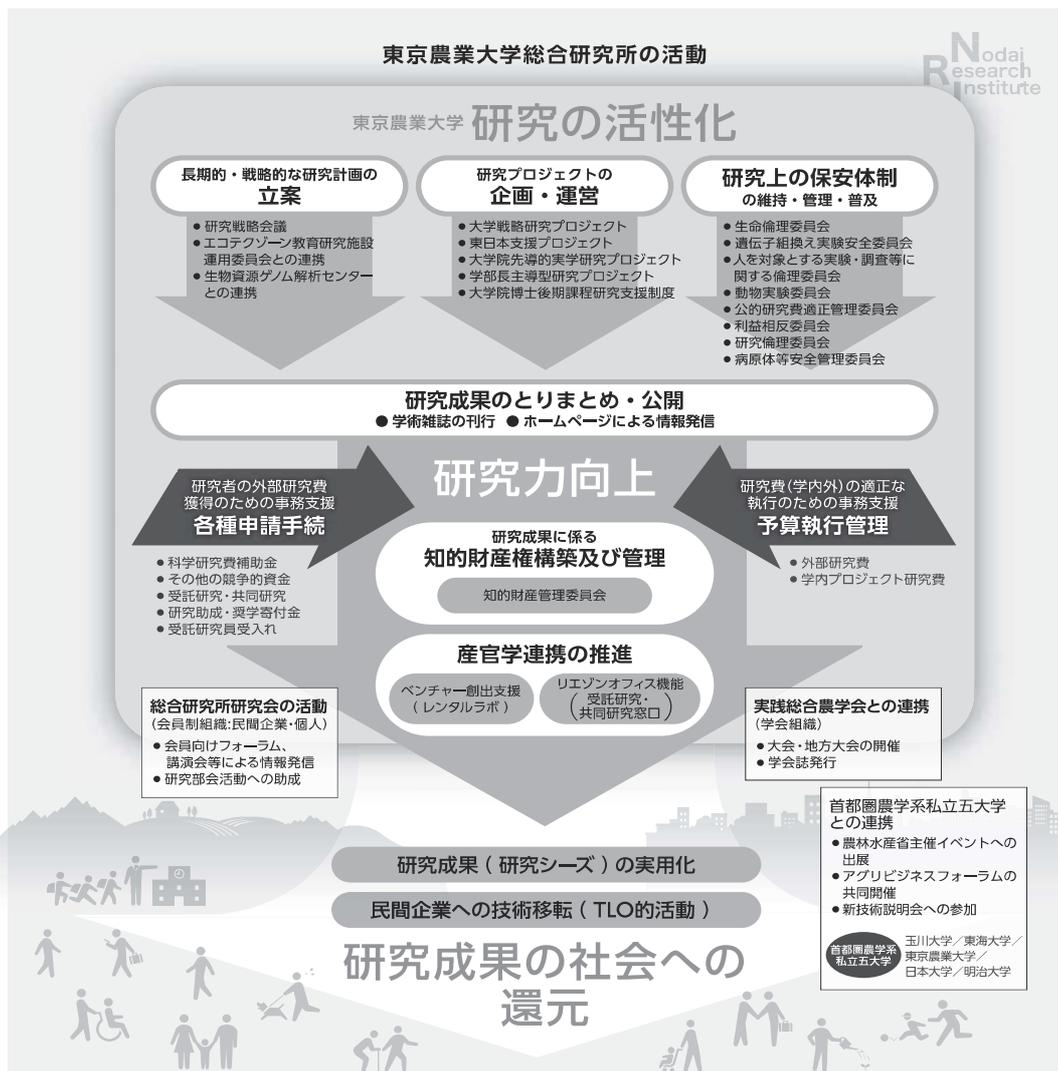 東京農業大学総合研究所の活動
Nodai
Research
Institute
東京農業大学 研究の活性化
長期的・戦略的な研究計画の
立案
● 研究戦略会議
● エコテクゾーン教育研究施設
運用委員会との連携
● 生物資源ゲノム解析センター
との連携
研究プロジェクトの
企画・運営
● 大学戦略研究プロジェクト
● 東日本支援プロジェクト
● 大学院先導的実学研究プロジェクト
● 学部長主導型研究プロジェクト
● 大学院博士後期課程研究支援制度
研究上の保安体制
の維持・管理・普及
● 生命倫理委員会
● 遺伝子組換え実験安全委員会
● 人を対象とする実験・調査等に
関する倫理委員会
● 動物実験委員会
● 公的研究費適正管理委員会
● 利益相反委員会
● 研究倫理委員会
● 病原体等安全管理委員会
研究成果のとりまとめ・公開
● 学術雑誌の刊行 ● ホームページによる情報発信
研究力向上
研究者の外部研究費
獲得のための事務支援
各種申請手続
● 科学研究費補助金
● その他の競争的資金
● 受託研究・共同研究
● 研究助成・奨学寄付金
● 受託研究員受入れ
研究費(学内外)の適正な
執行のための事務支援
予算執行管理
● 外部研究費
● 学内プロジェクト研究費
研究成果に係る
知的財産権構築及び管理
知的財産管理委員会
産官学連携の推進
ベンチャー創出支援
(レンタルラボ)
リエゾンオフィス機能
(受託研究・
共同研究窓口)
総合研究所研究会の活動
(会員制組織:民間企業・個人)
● 会員向けフォーラム、
講演会等による情報発信
● 研究部会活動への助成
実践総合農学会との連携
(学会組織)
● 大会・地方大会の開催
● 学会誌発行
首都圏農学系私立五大学
との連携
● 農林水産省主催イベントへの
出展
● アグリビジネスフォーラムの
共同開催
● 新技術説明会への参加
首都圏農学系
私立五大学
玉川大学/東海大学/
東京農業大学/
日本大学/明治大学
研究成果(研究シーズ)の実用化
民間企業への技術移転(TLO的活動)
研究成果の社会への
還元